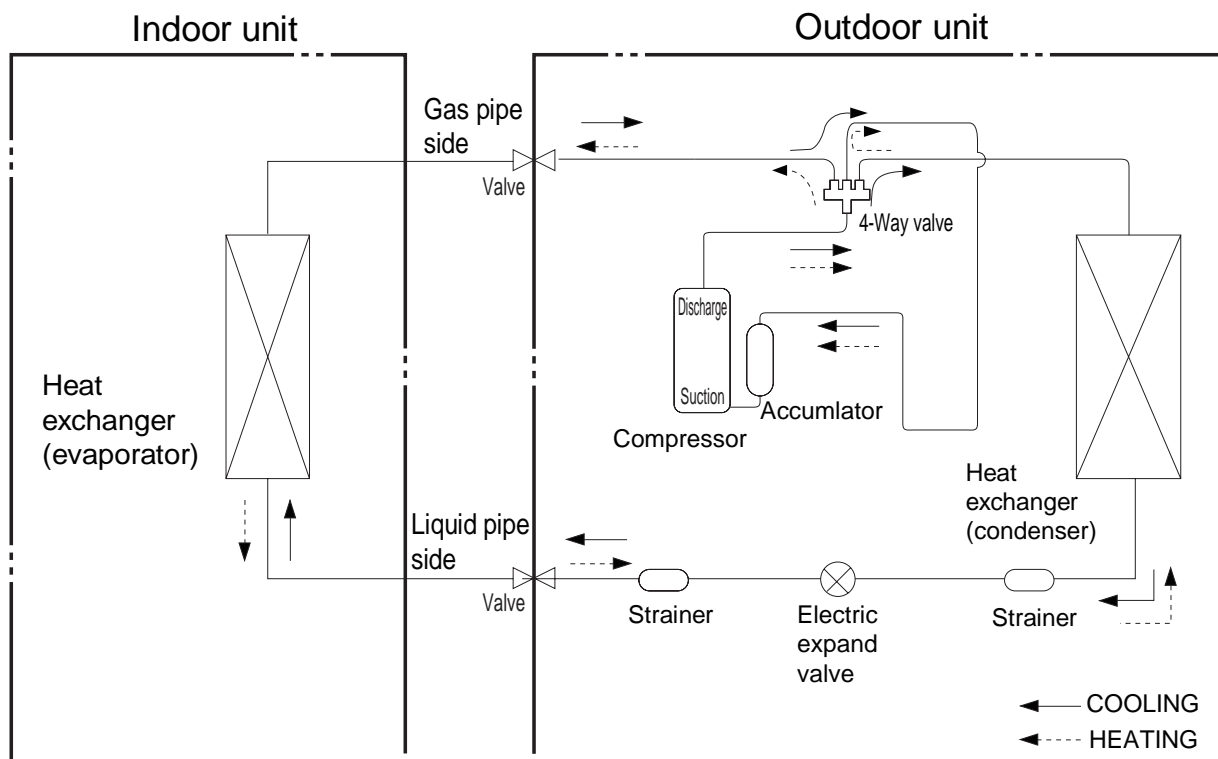 Indoor unit
Outdoor unit
Gas pipe
side
Valve
4-Way valve
Discharge
Suction
Accumlator
Compressor
Heat
exchanger
(evaporator)
Heat
exchanger
(condenser)
Liquid pipe
side
Valve
Strainer
Electric
expand
valve
Strainer
COOLING
HEATING